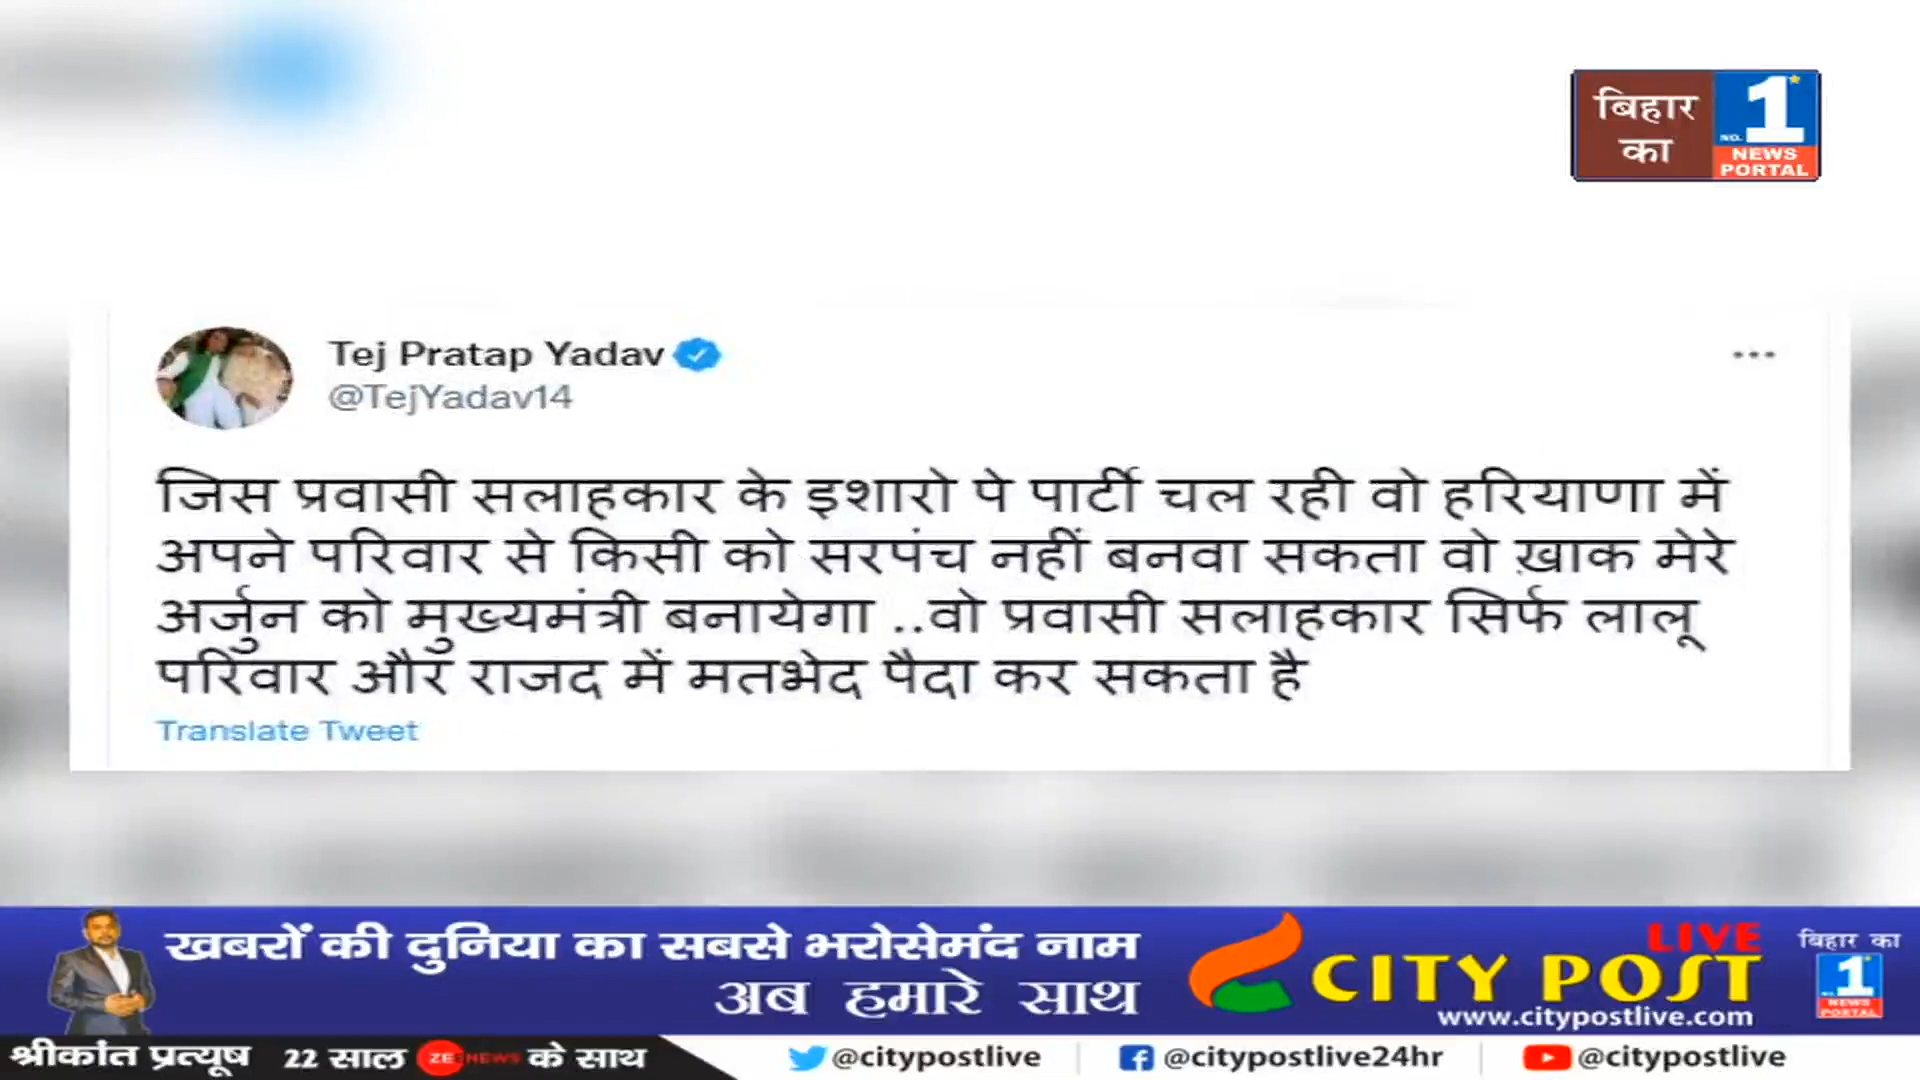 बिहार
का
NO. 1
NEWS
PORTAL
Tej Pratap Yadav
@TejYadav14
जिस प्रवासी सलाहकार के इशारो पे पार्टी चल रही वो हरियाणा में
अपने परिवार से किसी को सरपंच नहीं बनवा सकता वो ख़ाक मेरे
अर्जुन को मुख्यमंत्री बनायेगा ..वो प्रवासी सलाहकार सिर्फ लालू
परिवार और राजद में मतभेद पैदा कर सकता है
Translate Tweet
खबरों की दुनिया का सबसे भरोसेमंद नाम
अब हमारे साथ
LIVE
CITY POST
www.citypostlive.com
बिहार का
1
NEWS
PORTAL
श्रीकांत प्रत्यूष 22 साल ZEE NEWS के साथ
@citypostlive
@citypostlive24hr
@citypostlive